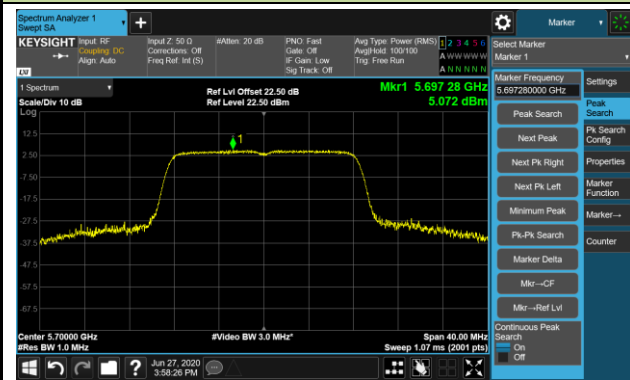 Spectrum Analyzer 1
Swept SA
Marker
KEYSIGHT Input: RF
Coupling: DC
Align: Auto
Input Z: 50 Ω
Corrections: Off
Freq Ref: Int (S)
#Atten: 20 dB
PNO: Fast
Gate: Off
IF Gain: Low
Sig Track: Off
Avg Type: Power (RMS)
Avg|Hold: 100/100
Trig: Free Run
1 2 3 4 5 6
A W W W W W
A N N N N N
LXI
Select Marker
Marker 1
1 Spectrum
Scale/Div 10 dB
Log
Ref Lvl Offset 22.50 dB
Ref Level 22.50 dBm
Mkr1 5.697 28 GHz
5.072 dBm
1
12.5
2.50
-7.50
-17.5
-27.5
-37.5
-47.5
-57.5
-67.5
Center 5.70000 GHz
#Res BW 1.0 MHz
#Video BW 3.0 MHz*
Span 40.00 MHz
Sweep 1.07 ms (2001 pts)
Marker Frequency
5.697280000 GHz
Peak Search
Next Peak
Next Pk Right
Next Pk Left
Minimum Peak
Pk-Pk Search
Marker Delta
Mkr→CF
Mkr→Ref Lvl
Continuous Peak
Search
On
Off
Settings
Peak
Search
Pk Search
Config
Properties
Marker
Function
Marker→
Counter
Jun 27, 2020
3:58:26 PM